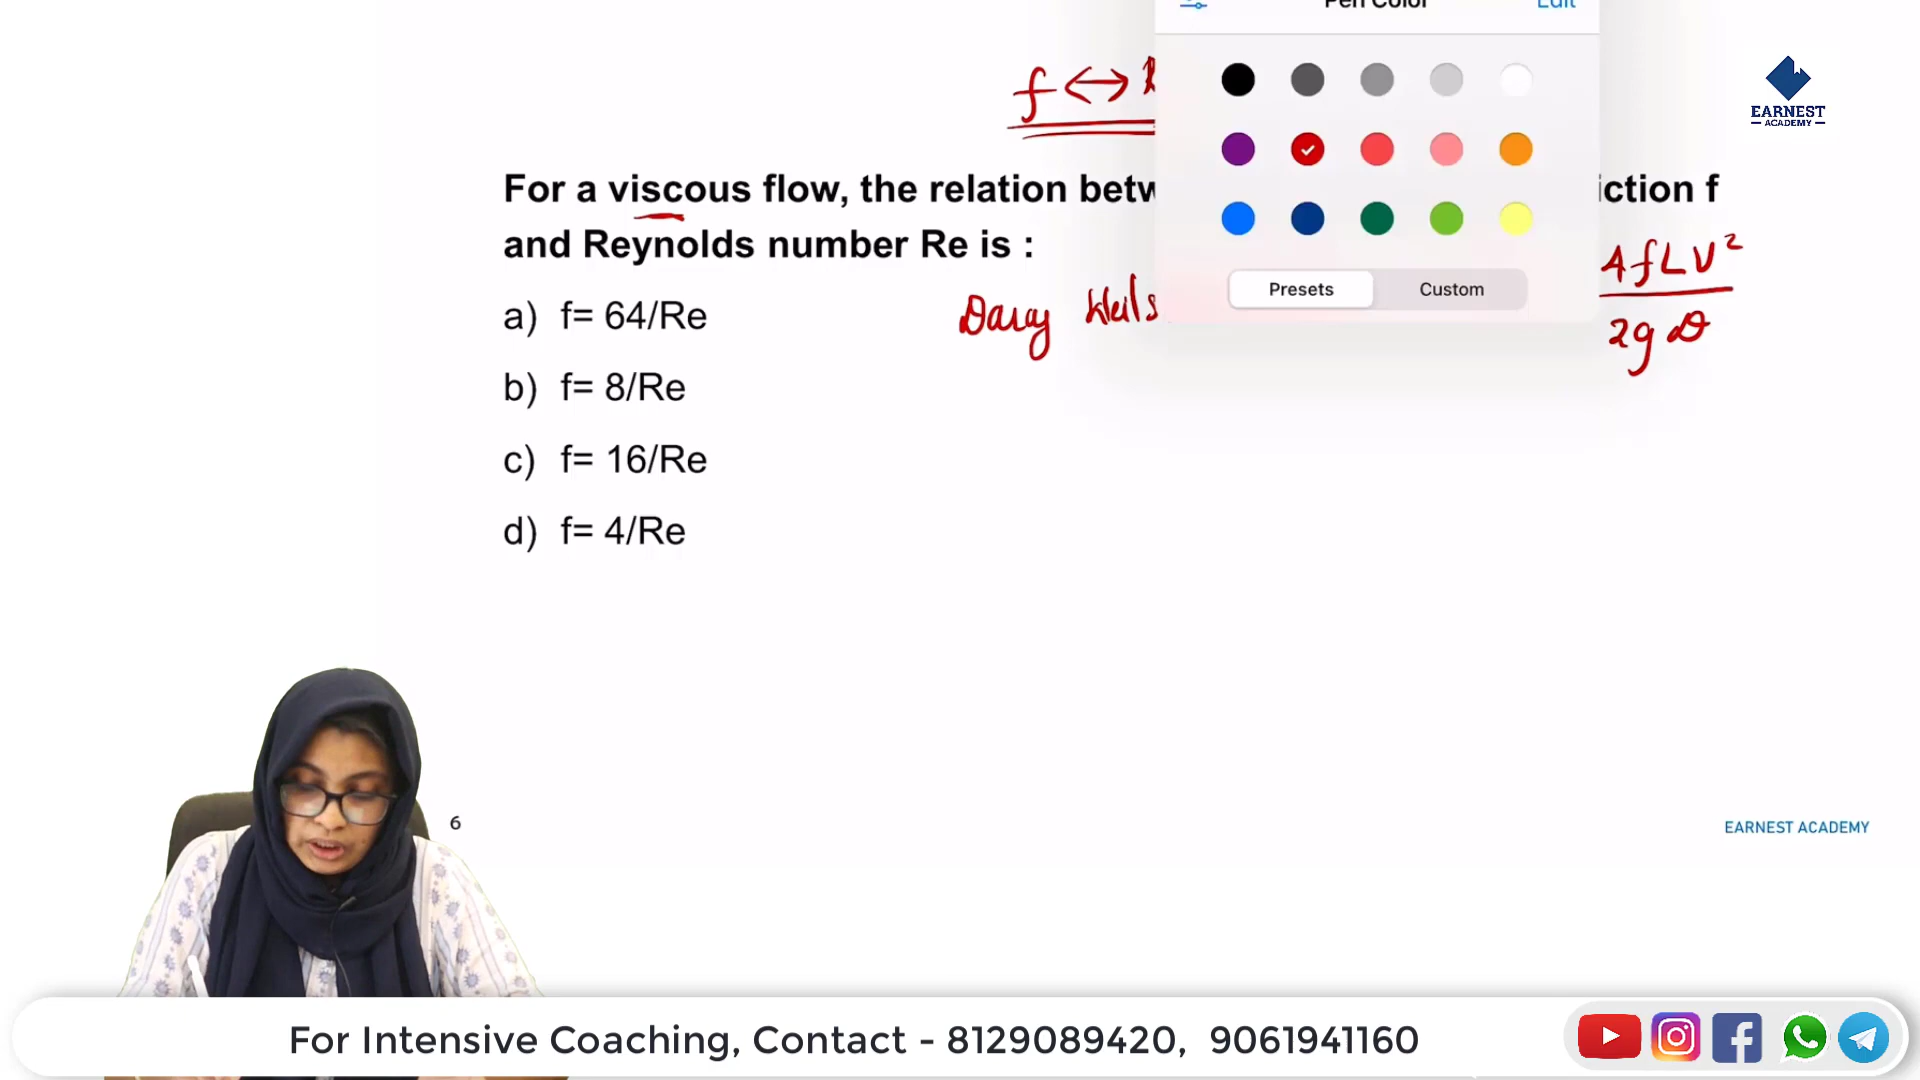 Pen Color Edit
f ↔
EARNEST
ACADEMY
For a viscous flow, the relation betw iction f
and Reynolds number Re is :
4fLV²
2gD
a) f= 64/Re
Darcy Weis
Presets Custom
b) f= 8/Re
c) f= 16/Re
d) f= 4/Re
6
EARNEST ACADEMY
For Intensive Coaching, Contact - 8129089420, 9061941160